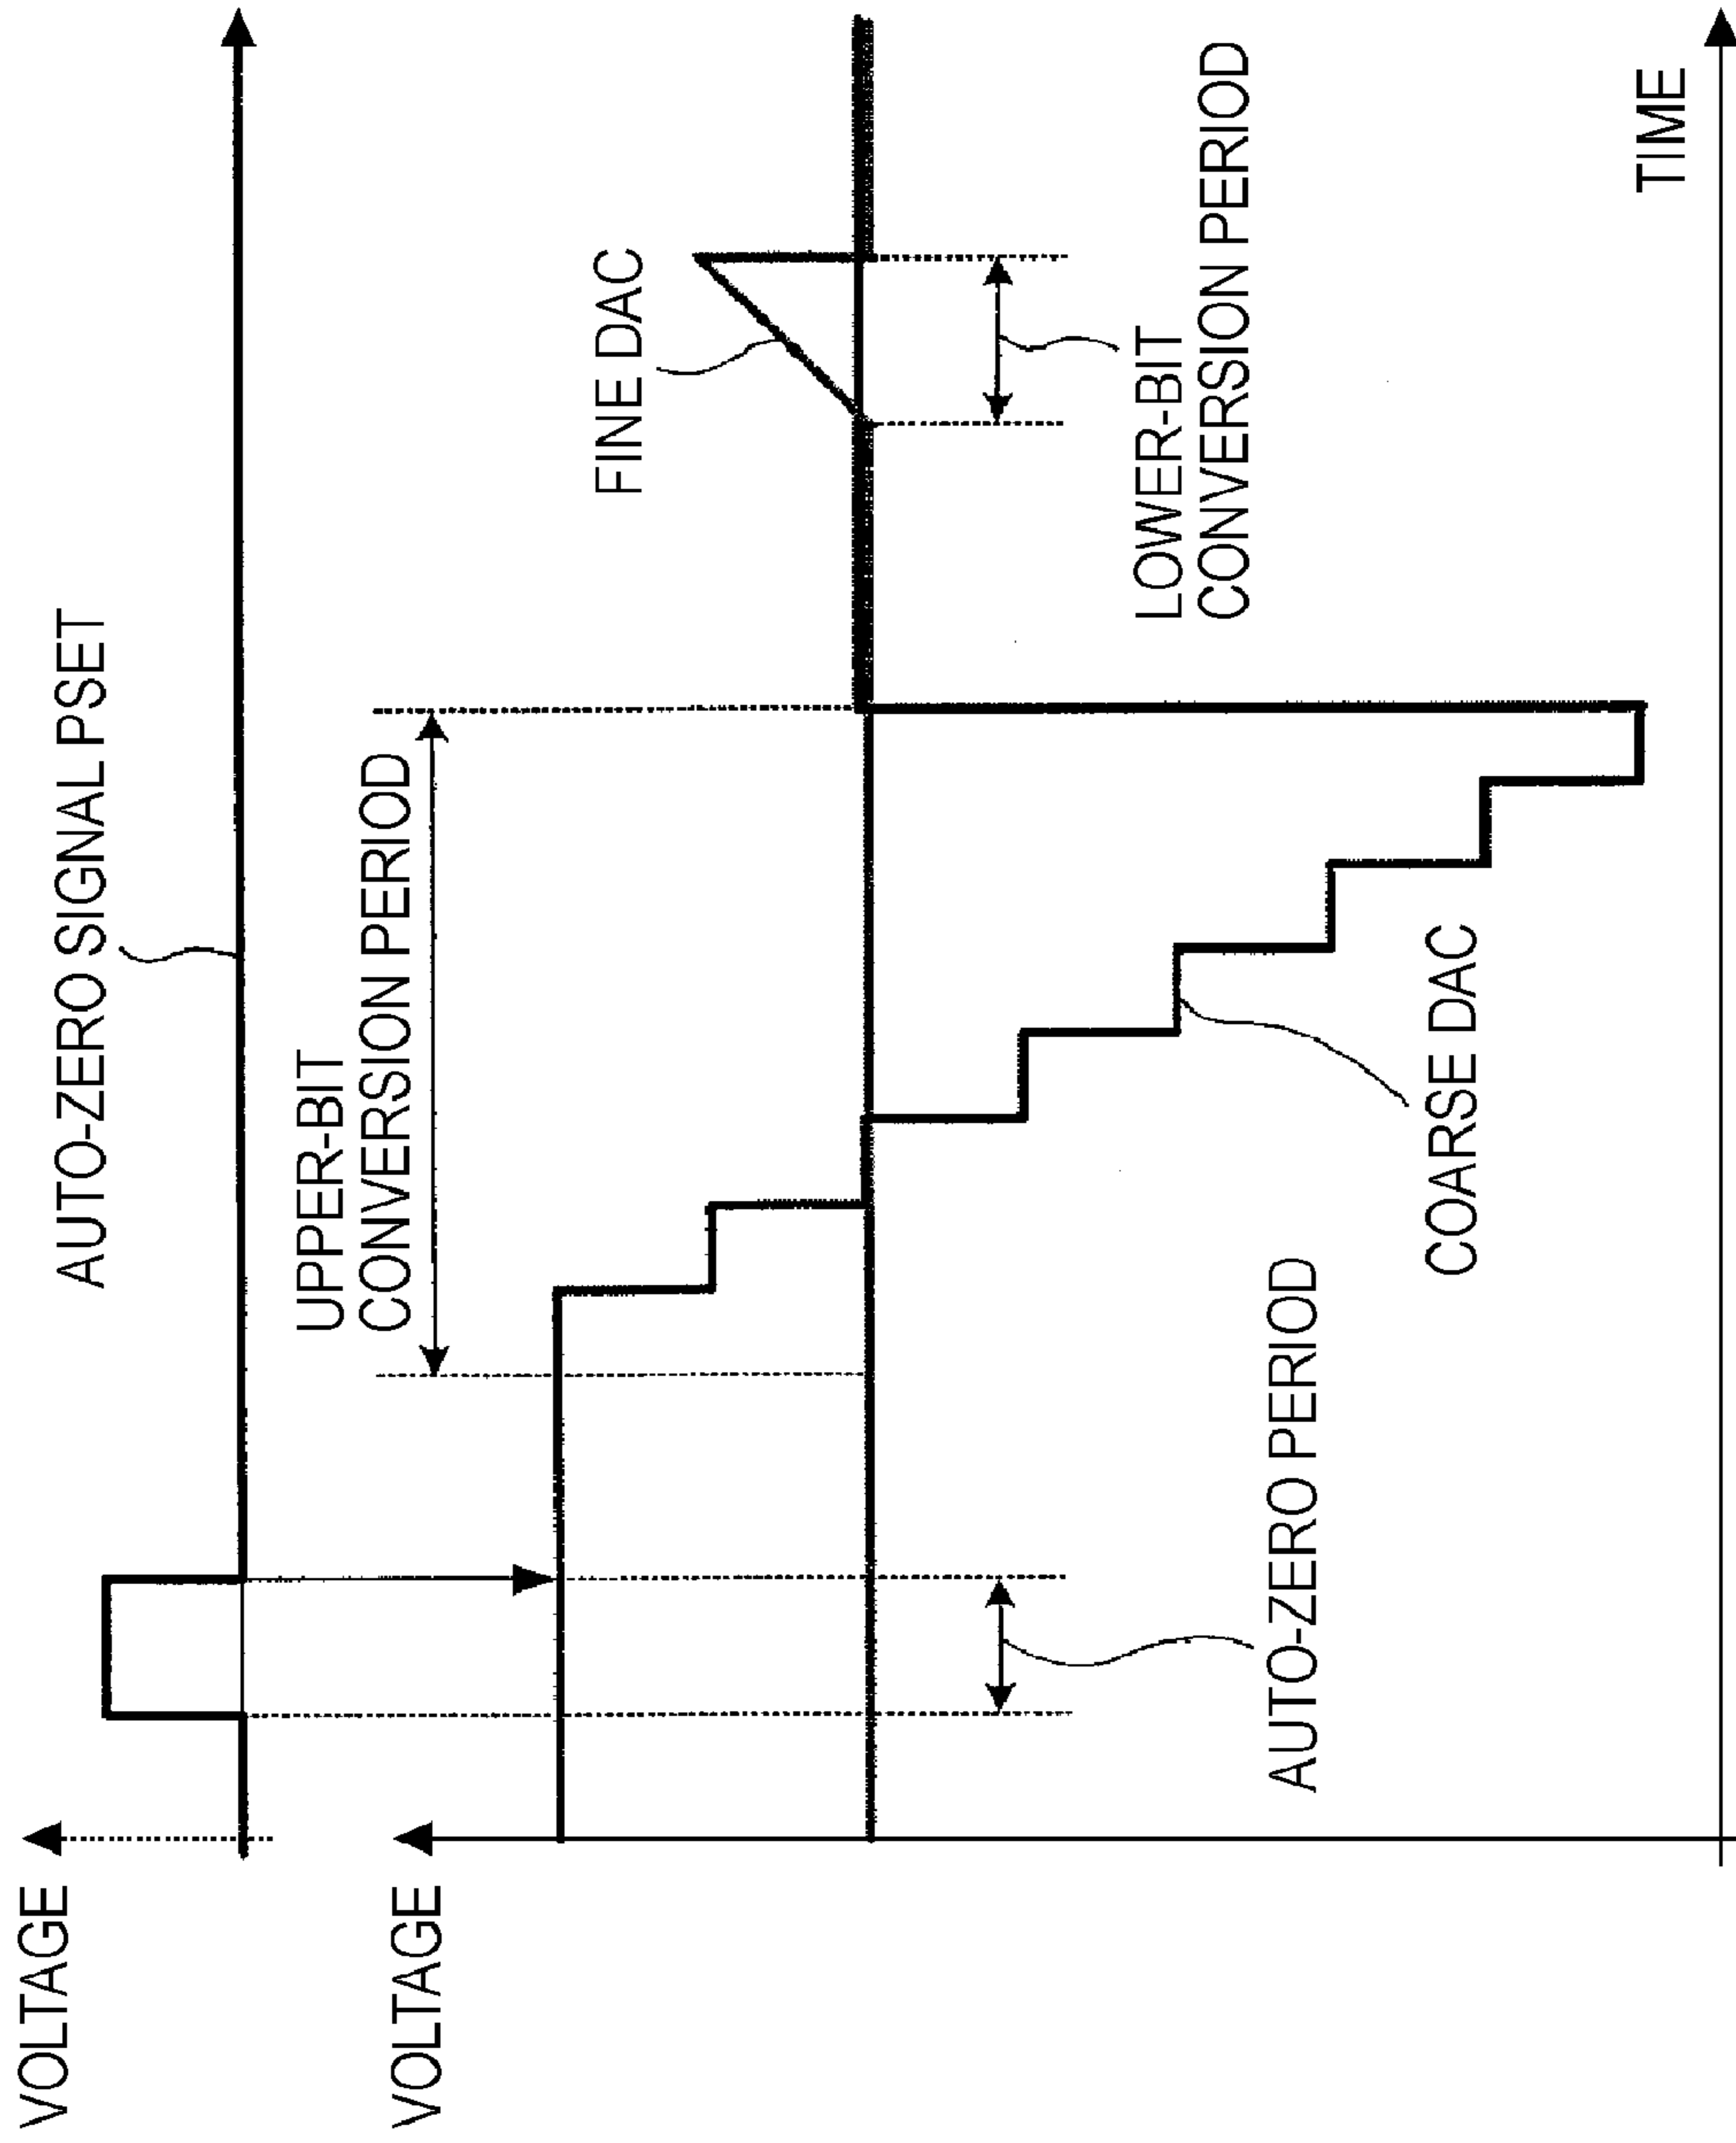 VOLTAGE
AUTO-ZERO SIGNAL PSET
VOLTAGE
UPPER-BIT
CONVERSION PERIOD
FINE DAC
LOWER-BIT
CONVERSION PERIOD
AUTO-ZERO PERIOD
COARSE DAC
TIME